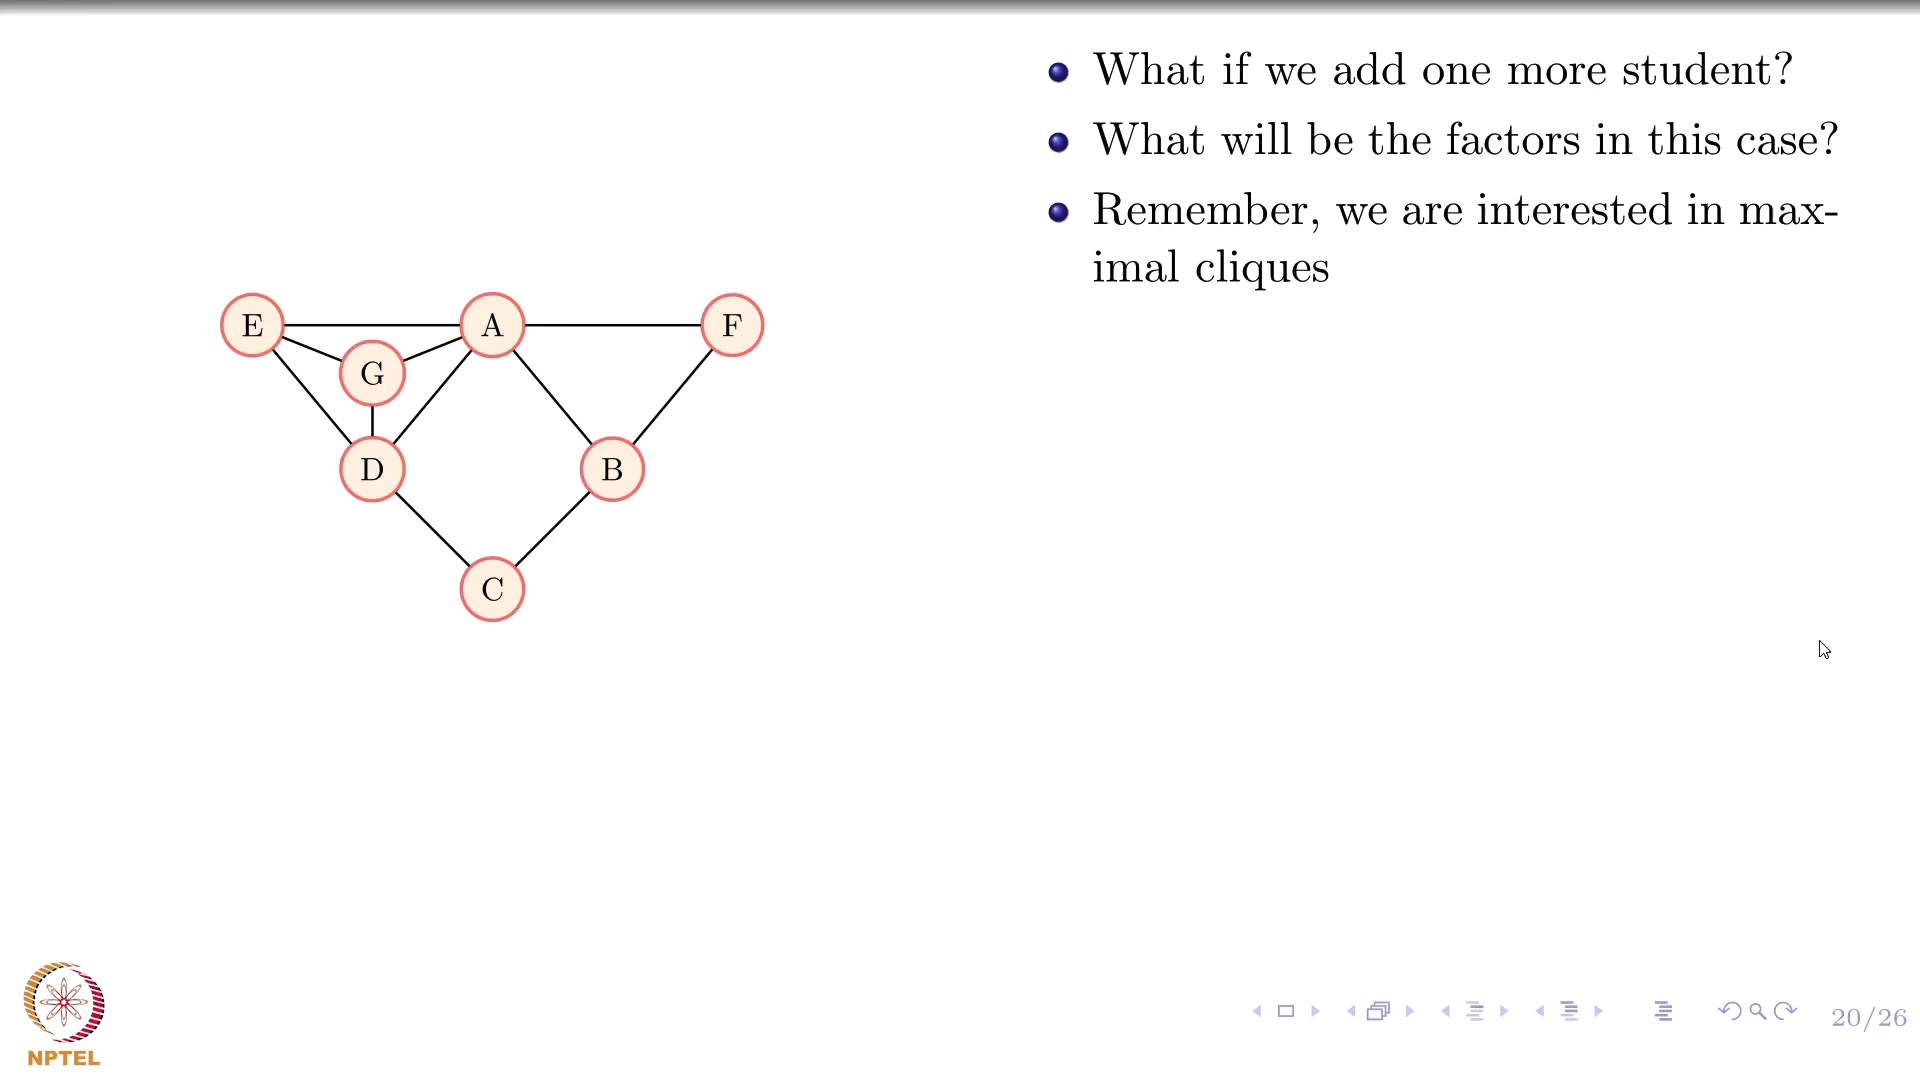 What if we add one more student?
What will be the factors in this case?
Remember, we are interested in max-
imal cliques
E
A
F
G
D
B
C
NPTEL
20/26